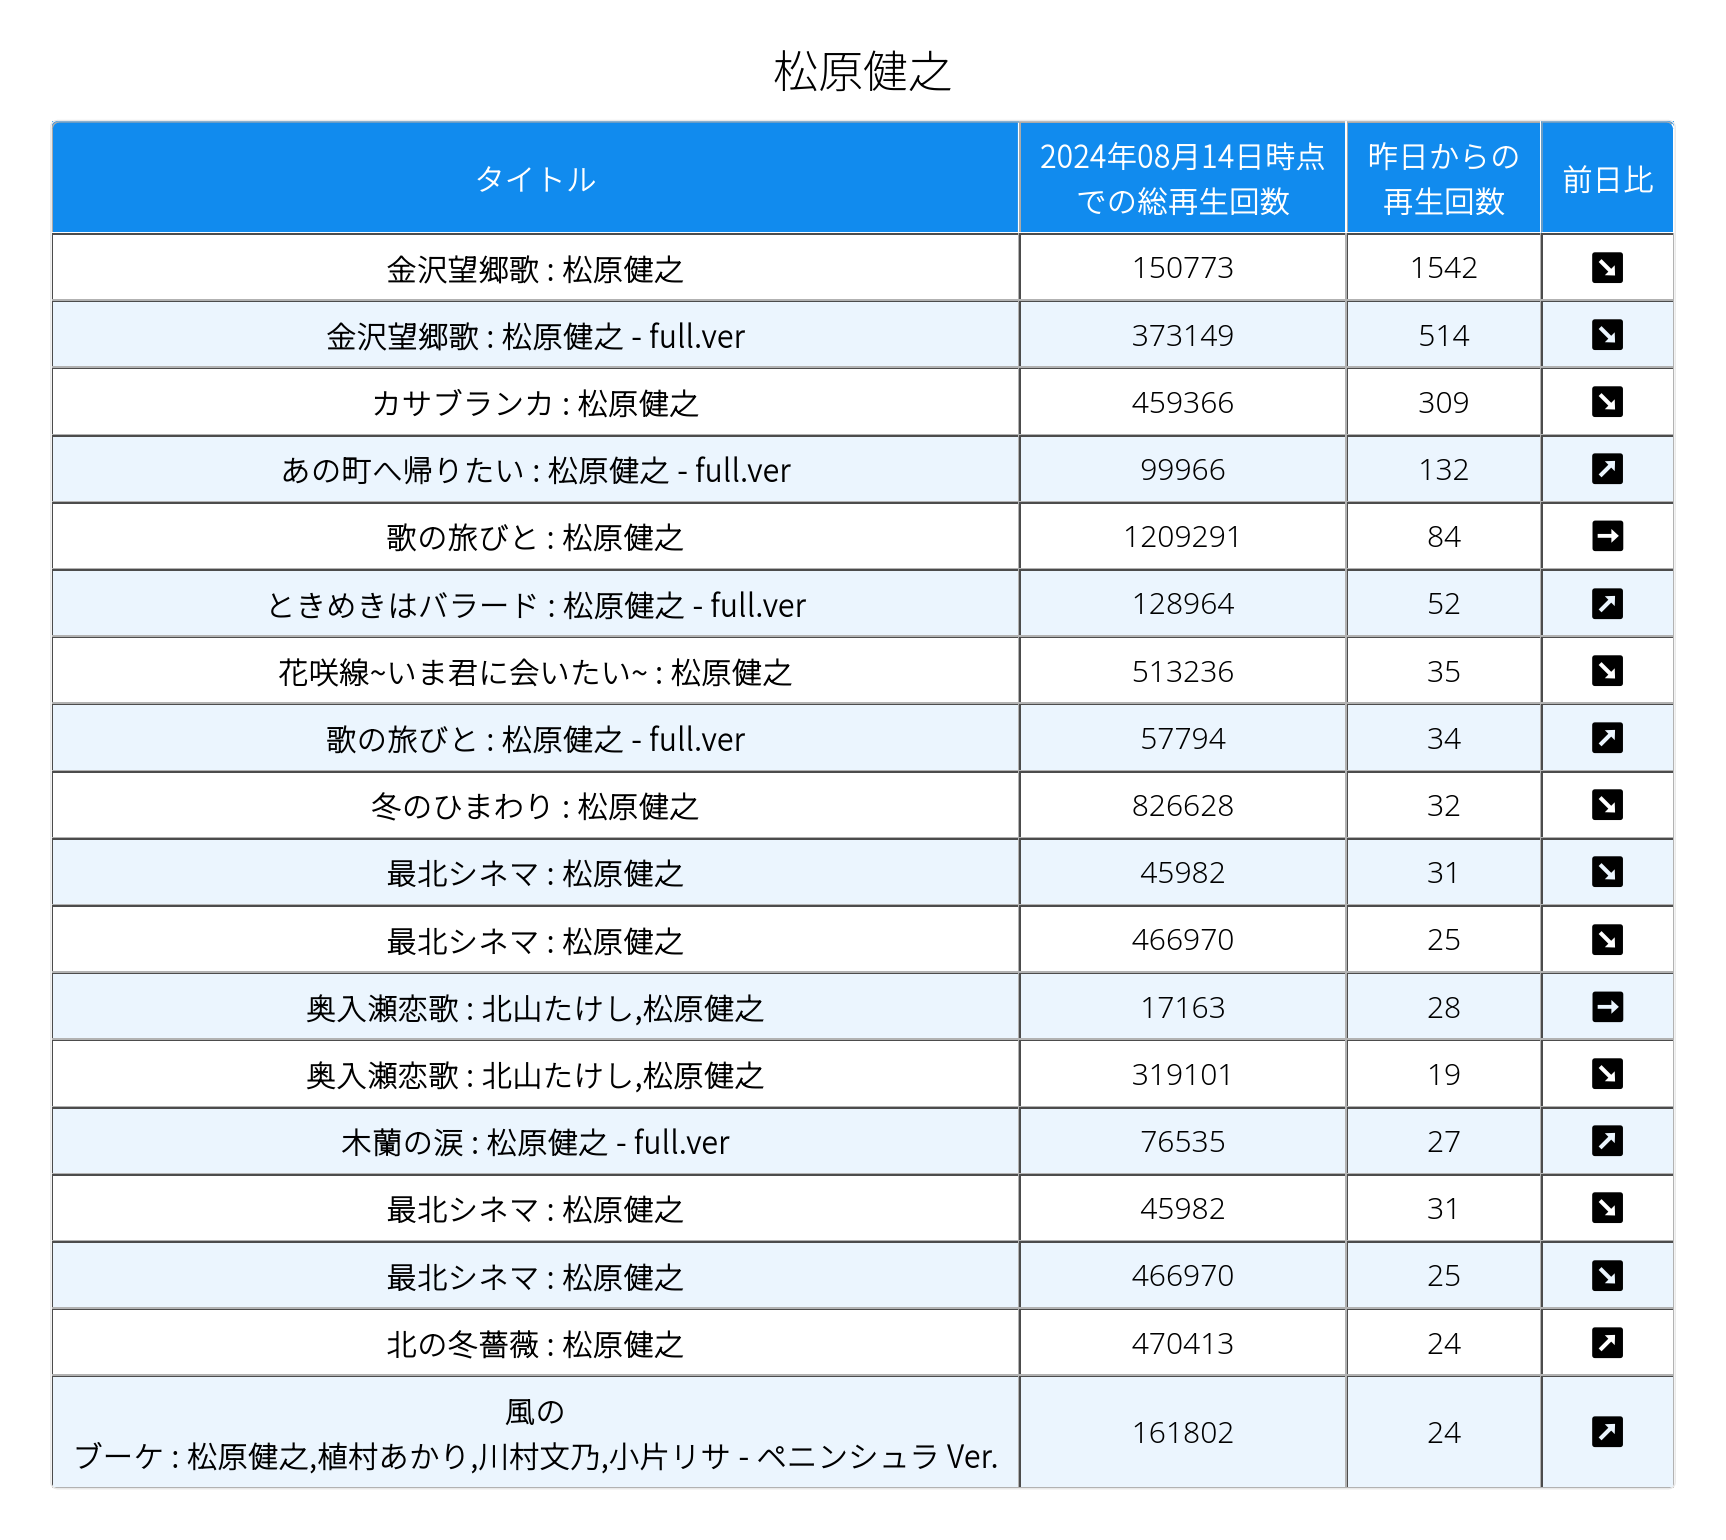 松原健之
タイトル 2024年08月14日時点での総再生回数 昨日からの再生回数 前日比
金沢望郷歌 : 松原健之 150773 1542
金沢望郷歌 : 松原健之 - full.ver 373149 514
カサブランカ : 松原健之 459366 309
あの町へ帰りたい : 松原健之 - full.ver 99966 132
歌の旅びと : 松原健之 1209291 84
ときめきはバラード : 松原健之 - full.ver 128964 52
花咲線~いま君に会いたい~ : 松原健之 513236 35
歌の旅びと : 松原健之 - full.ver 57794 34
冬のひまわり : 松原健之 826628 32
最北シネマ : 松原健之 45982 31
最北シネマ : 松原健之 466970 25
奥入瀬恋歌 : 北山たけし,松原健之 17163 28
奥入瀬恋歌 : 北山たけし,松原健之 319101 19
木蘭の涙 : 松原健之 - full.ver 76535 27
最北シネマ : 松原健之 45982 31
最北シネマ : 松原健之 466970 25
北の冬薔薇 : 松原健之 470413 24
風の
ブーケ : 松原健之,植村あかり,川村文乃,小片リサ - ペニンシュラ Ver. 161802 24